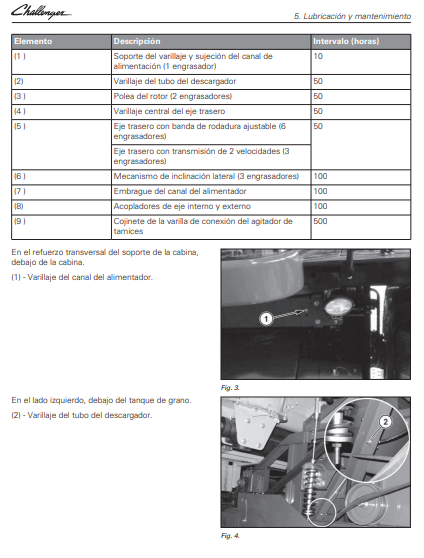 Challenger
5. Lubricación y mantenimiento
Elemento Descripción Intervalo (horas)
(1 ) Soporte del varillaje y sujeción del canal de 10
alimentación (1 engrasador)
(2) Varillaje del tubo del descargador 50
(3 ) Polea del rotor (2 engrasadores) 50
(4 ) Varillaje central del eje trasero 50
(5 ) Eje trasero con banda de rodadura ajustable (6 50
engrasadores)
Eje trasero con transmisión de 2 velocidades (3
engrasadores)
(6 ) Mecanismo de inclinación lateral (3 engrasadores) 100
(7 ) Embrague del canal del alimentador 100
(8) Acopladores de eje interno y externo 100
(9 ) Cojinete de la varilla de conexión del agitador de 500
tamices
En el refuerzo transversal del soporte de la cabina,
debajo de la cabina.
(1) - Varillaje del canal del alimentador.
1
Fig. 3.
En el lado izquierdo, debajo del tanque de grano.
(2) - Varillaje del tubo del descargador.
2
Fig. 4.